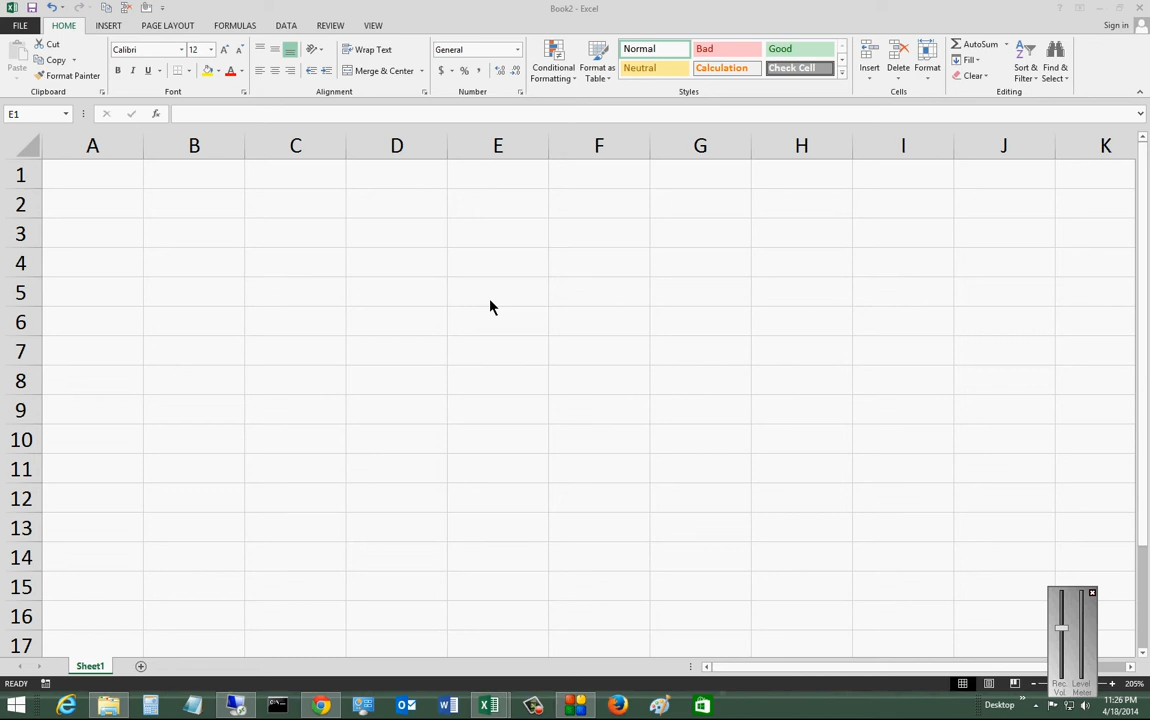 Book2 - Excel
FILE HOME INSERT PAGE LAYOUT FORMULAS DATA REVIEW VIEW Sign in
Paste Cut Copy Format Painter
Clipboard
Calibri 12
B I U A
Font
Wrap Text
Merge & Center
Alignment
General
$ %
Number
Conditional Formatting
Format as Table
Normal Bad Good
Neutral Calculation Check Cell
Styles
Insert Delete Format
Cells
AutoSum
Fill
Clear
Sort & Filter
Find & Select
Editing
E1 fx
A B C D E F G H I J K
1
2
3
4
5
6
7
8
9
10
11
12
13
14
15
16
17
Sheet1
Rec. Vol. Level Meter
READY 205%
Desktop 11:26 PM
4/18/2014